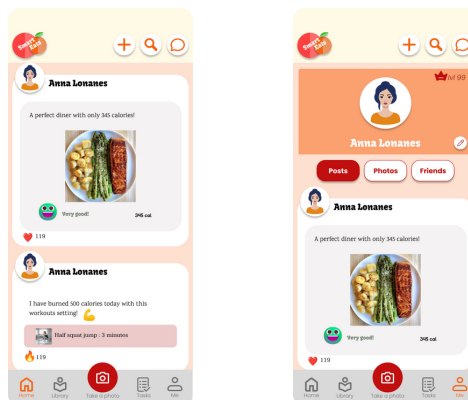 Smart
Eats
Anna Lonanes
A perfect diner with only 345 calories!
Very good!
345 cal
119
Anna Lonanes
I have burned 500 calories today with this
workouts setting!
Half squat jump : 3 minutes
119
Home
Library
Take a photo
Tasks
Me
Smart
Eats
lvl 99
Anna Lonanes
Posts
Photos
Friends
Anna Lonanes
A perfect diner with only 345 calories!
Very good!
345 cal
119
Home
Library
Take a photo
Tasks
Me